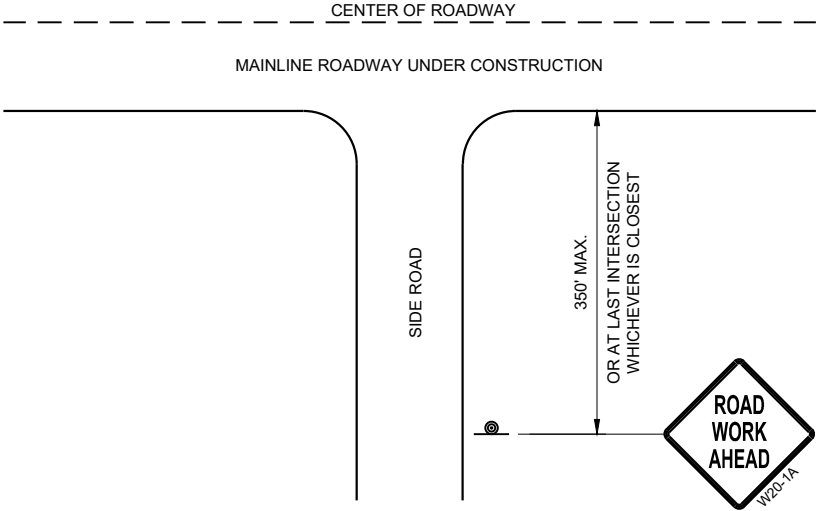 CENTER OF ROADWAY
MAINLINE ROADWAY UNDER CONSTRUCTION
SIDE ROAD
350' MAX.
OR AT LAST INTERSECTION
WHICHEVER IS CLOSEST
ROAD
WORK
AHEAD
W20-1A